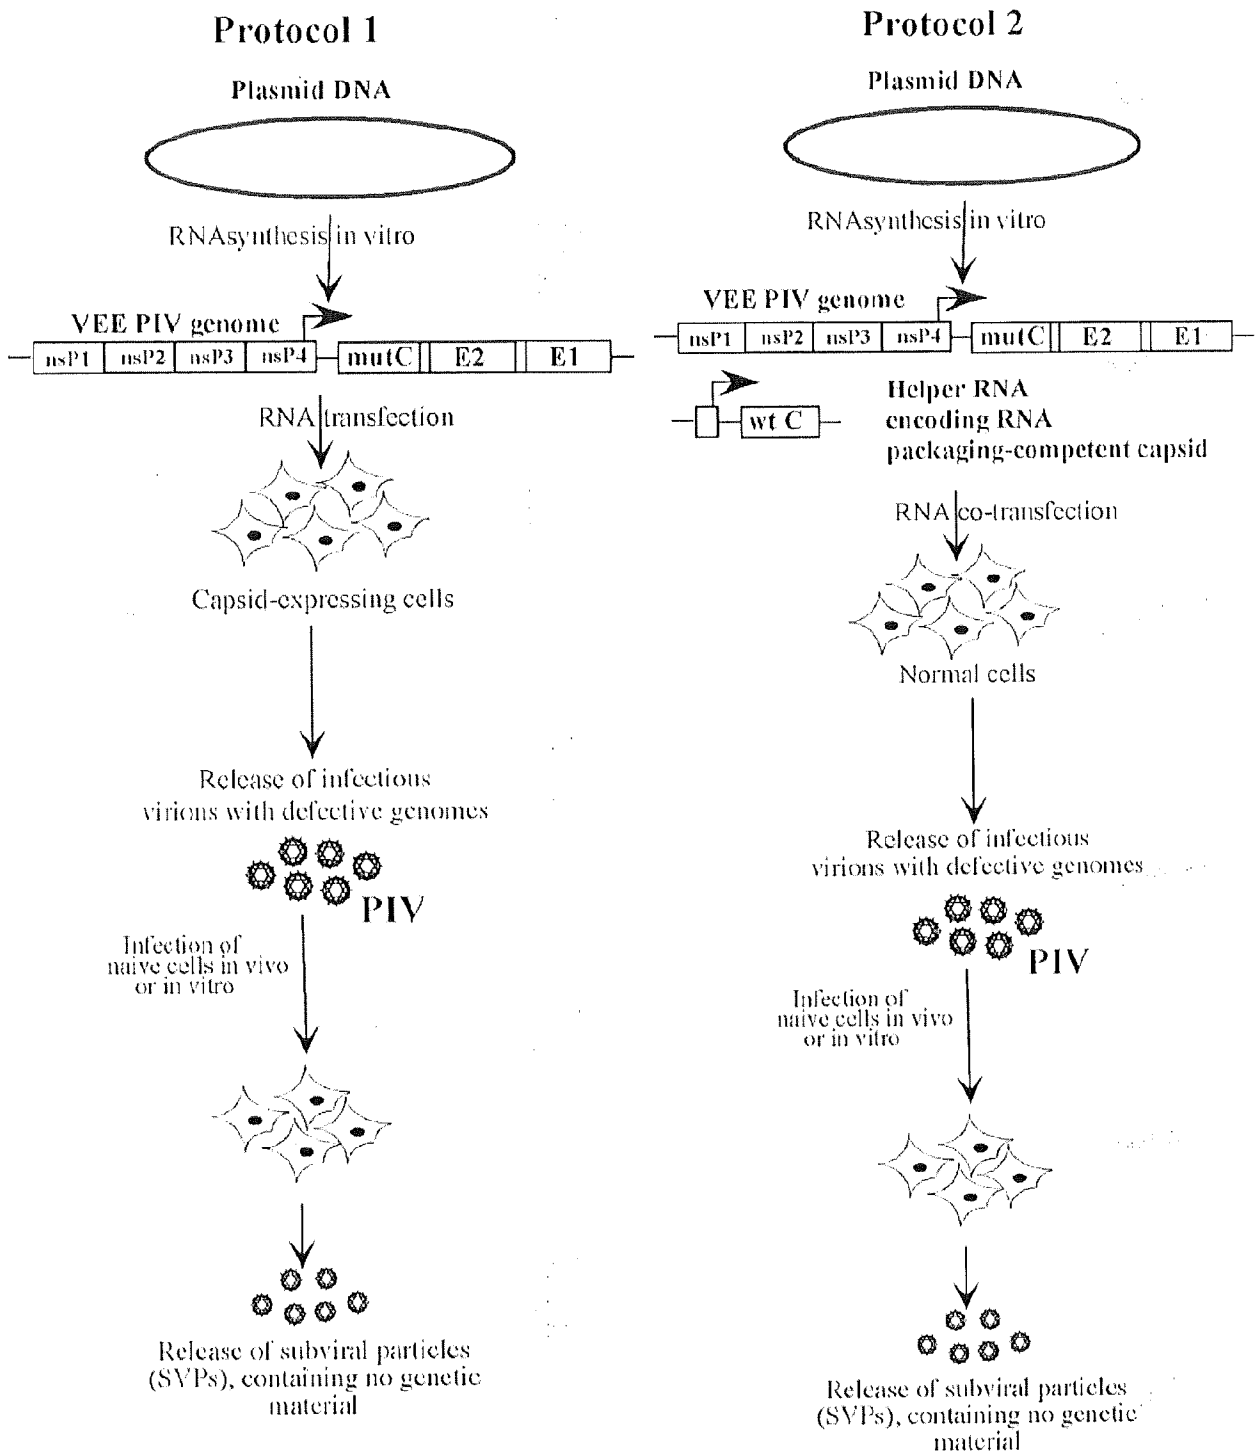 Protocol 1
Plasmid DNA
RNAsynthesis in vitro
VEE PIV genome
nsP1 nsP2 nsP3 nsP4 mutC E2 E1
RNA transfection
Capsid-expressing cells
Release of infectious
virions with defective genomes
PIV
Infection of
naive cells in vivo
or in vitro
Release of subviral particles
(SVPs), containing no genetic
material
Protocol 2
Plasmid DNA
RNAsynthesis in vitro
VEE PIV genome
nsP1 nsP2 nsP3 nsP4 mutC E2 E1
wt C
Helper RNA
encoding RNA
packaging-competent capsid
RNA co-transfection
Normal cells
Release of infectious
virions with defective genomes
PIV
Infection of
naive cells in vivo
or in vitro
Release of subviral particles
(SVPs), containing no genetic
material